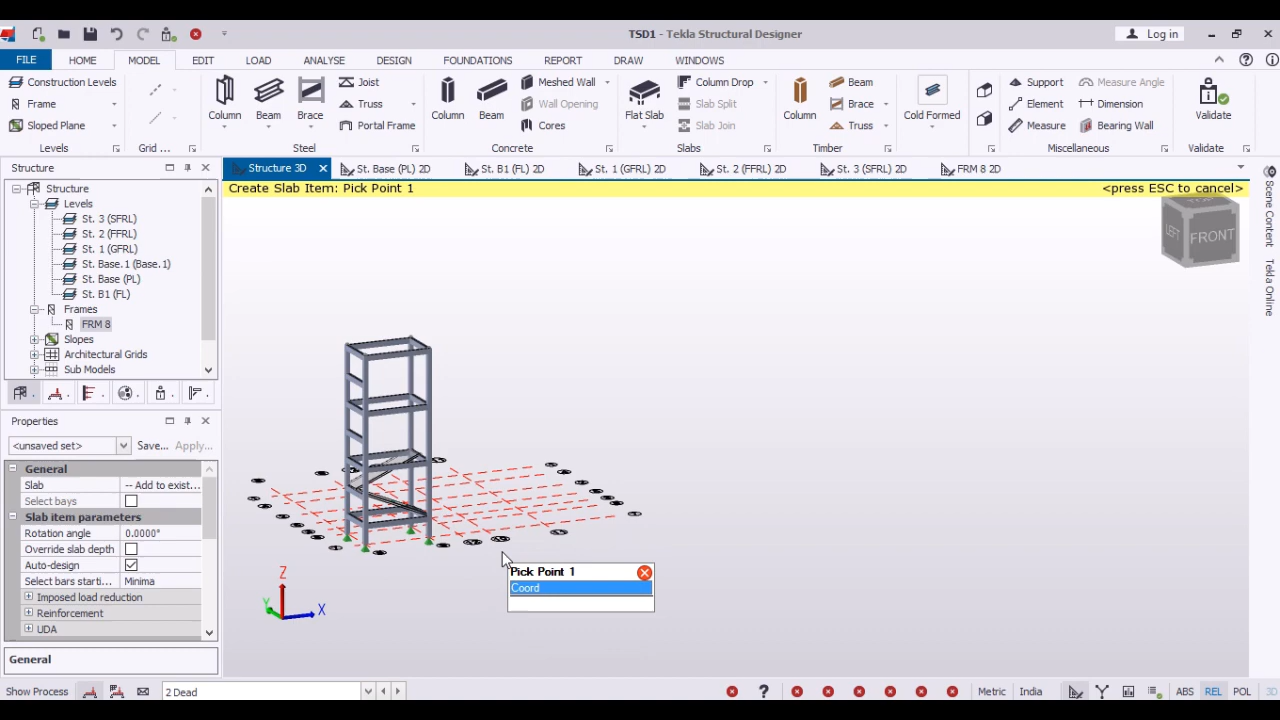 TSD1 - Tekla Structural Designer
Log in
FILE HOME MODEL EDIT LOAD ANALYSE DESIGN FOUNDATIONS REPORT DRAW WINDOWS
Construction Levels
Frame
Sloped Plane
Levels
Grid ...
Column
Beam
Brace
Joist
Truss
Portal Frame
Steel
Column
Beam
Meshed Wall
Wall Opening
Cores
Concrete
Flat Slab
Column Drop
Slab Split
Slab Join
Slabs
Column
Beam
Brace
Truss
Timber
Cold Formed
Support
Element
Measure
Measure Angle
Dimension
Bearing Wall
Miscellaneous
Validate
Validate
Structure
Structure 3D
St. Base (PL) 2D
St. B1 (FL) 2D
St. 1 (GFRL) 2D
St. 2 (FFRL) 2D
St. 3 (SFRL) 2D
FRM 8 2D
Create Slab Item: Pick Point 1
<press ESC to cancel>
Structure
Levels
St. 3 (SFRL)
St. 2 (FFRL)
St. 1 (GFRL)
St. Base.1 (Base.1)
St. Base (PL)
St. B1 (FL)
Frames
FRM 8
Slopes
Architectural Grids
Sub Models
LEFT
FRONT
Scene Content
Tekla Online
Properties
<unsaved set>
Save...
Apply...
General
Slab -- Add to exist...
Select bays
Slab item parameters
Rotation angle 0.0000°
Override slab depth
Auto-design
Select bars starti... Minima
Imposed load reduction
Reinforcement
UDA
General
Pick Point 1
Coord
Z
Y
X
Show Process
2 Dead
Metric
India
ABS
REL
POL
3D